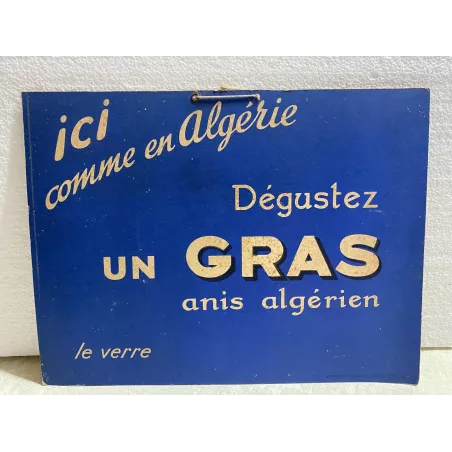 ici
comme en Algérie
Dégustez
UN GRAS
anis algérien
le verre